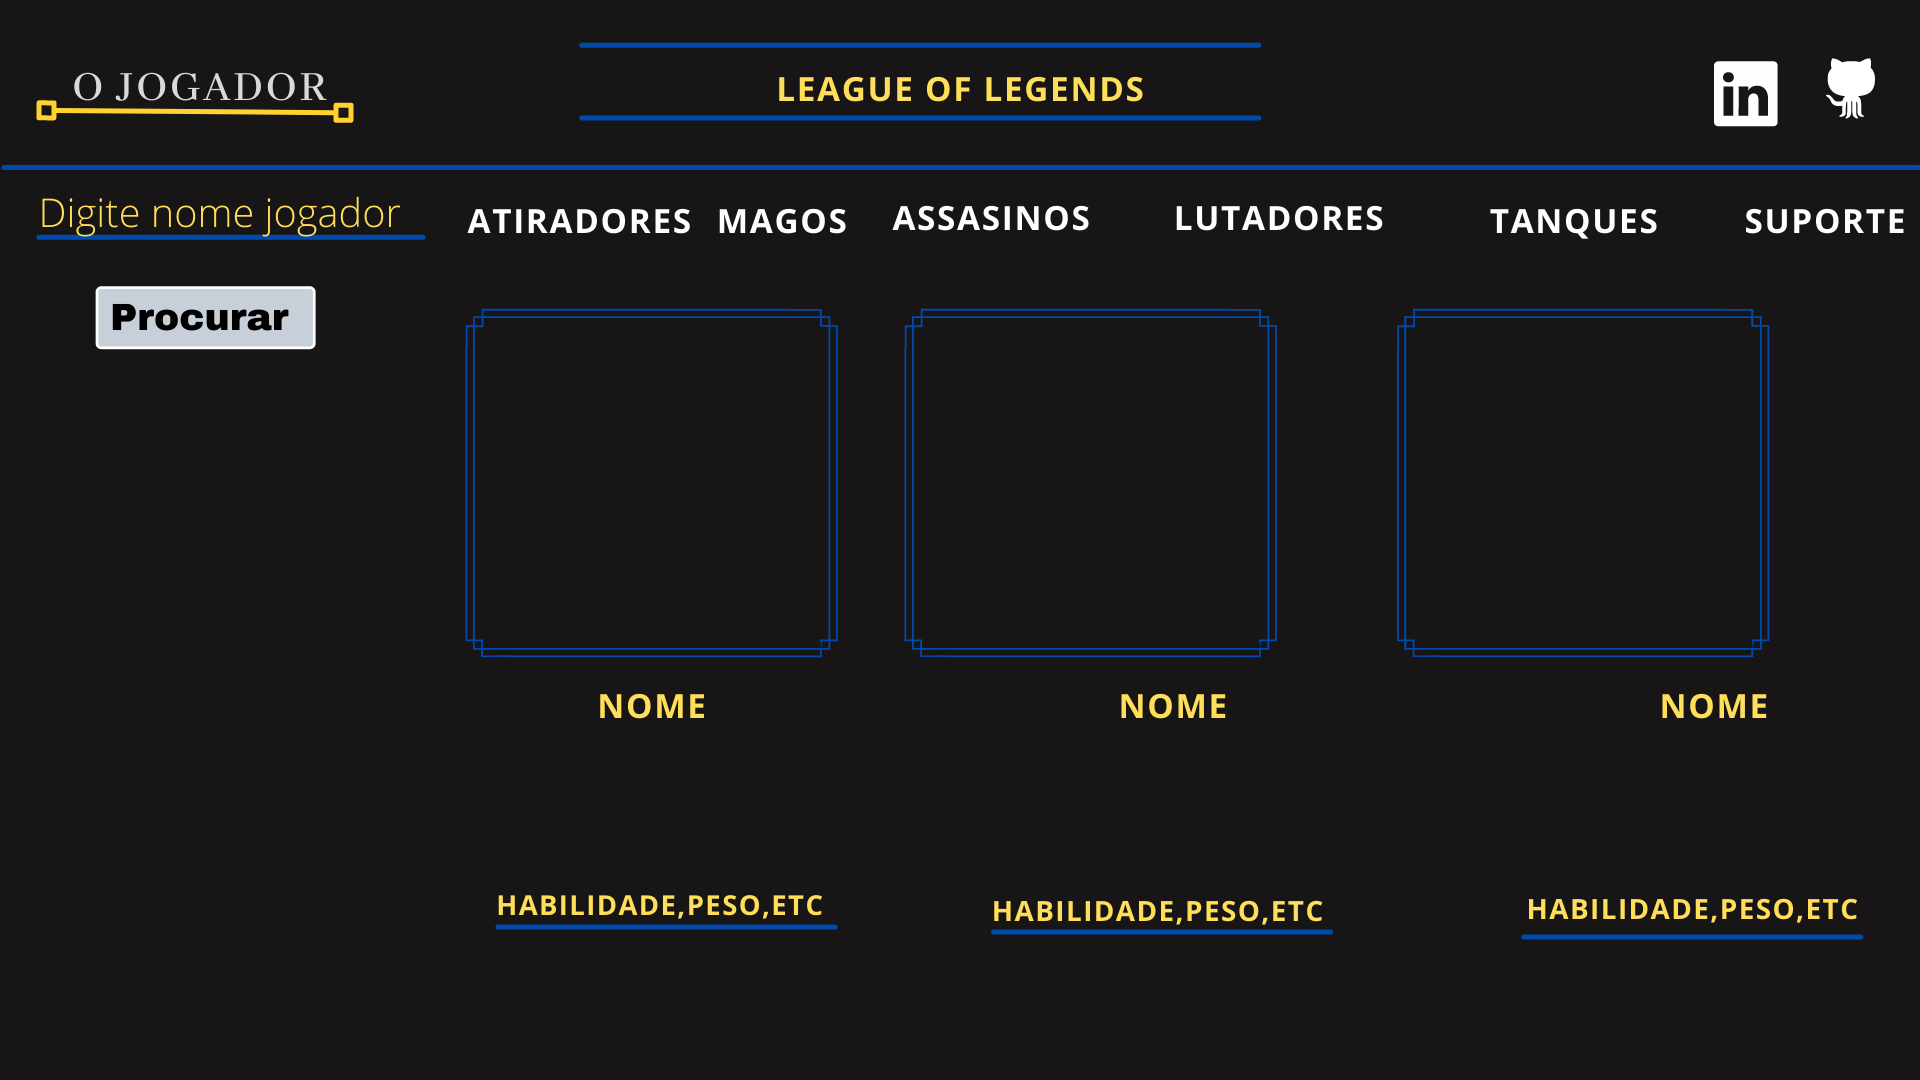 O JOGADOR
LEAGUE OF LEGENDS
in
Digite nome jogador
ATIRADORES MAGOS ASSASINOS LUTADORES TANQUES SUPORTE
Procurar
NOME NOME NOME
HABILIDADE,PESO,ETC HABILIDADE,PESO,ETC HABILIDADE,PESO,ETC